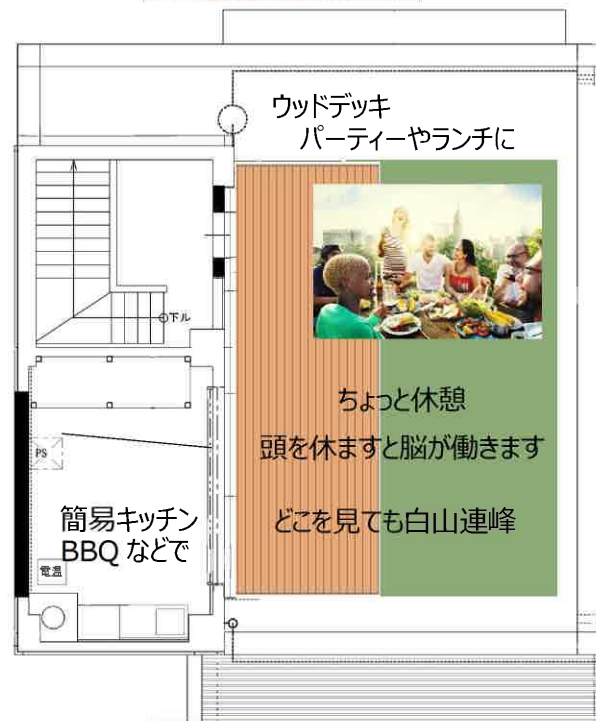 ウッドデッキ
パーティーやランチに
下ル
ちょっと休憩
頭を休ますと脳が働きます
PS
簡易キッチン
BBQ などで
どこを見ても白山連峰
電温